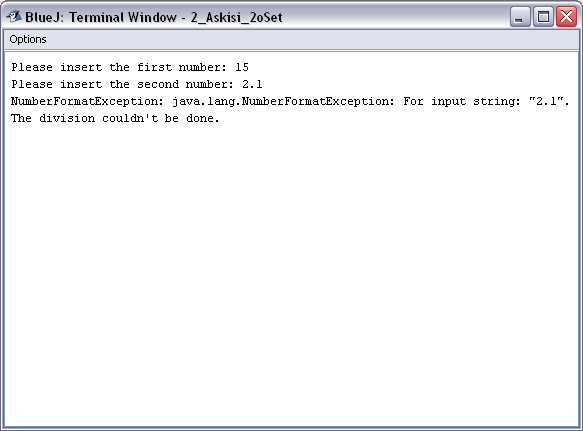 BlueJ: Terminal Window - 2_Askisi_2oSet
Options
Please insert the first number: 15
Please insert the second number: 2.1
NumberFormatException: java.lang.NumberFormatException: For input string: "2.1".
The division couldn't be done.